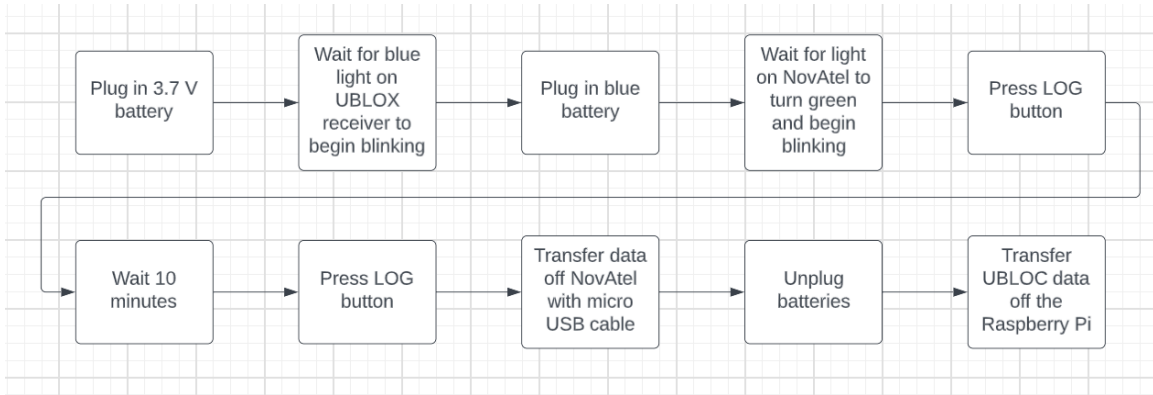 Plug in 3.7 V
battery
Wait for blue
light on
UBLOX
receiver to
begin blinking
Plug in blue
battery
Wait for light
on NovAtel to
turn green
and begin
blinking
Press LOG
button
Wait 10
minutes
Press LOG
button
Transfer data
off NovAtel
with micro
USB cable
Unplug
batteries
Transfer
UBLOC data
off the
Raspberry Pi